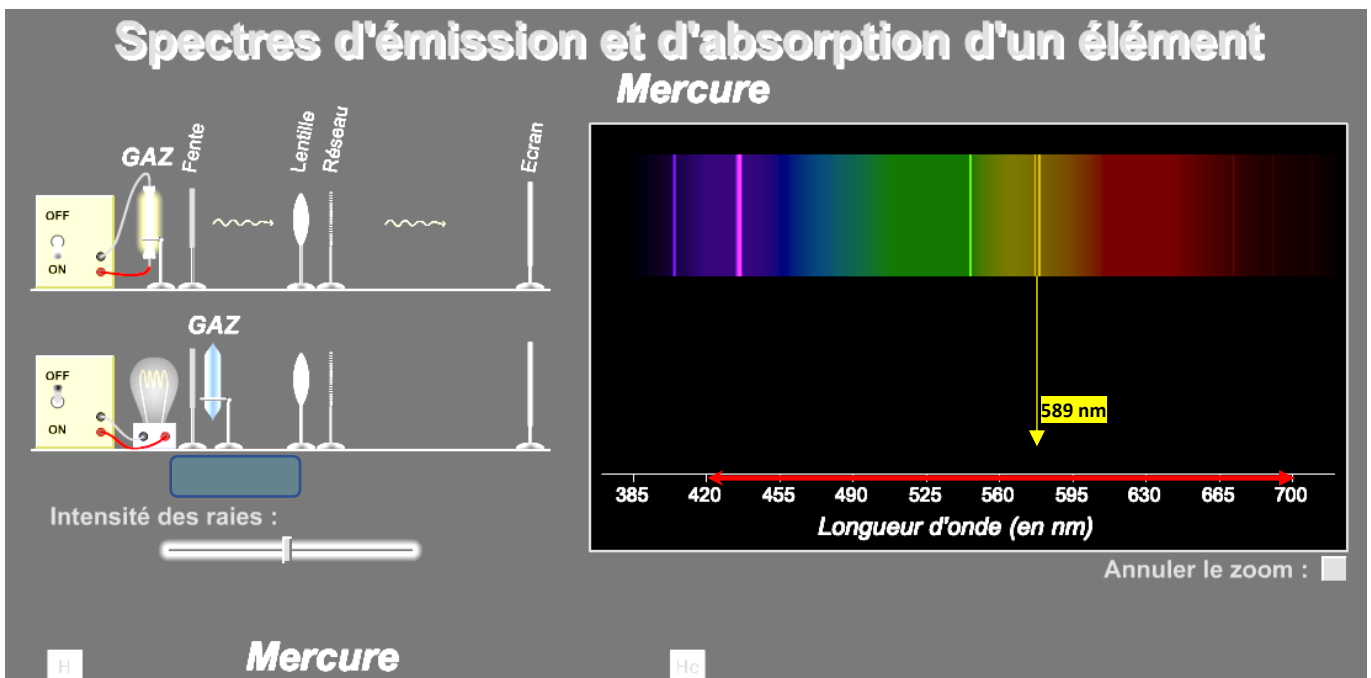 Spectres d'émission et d'absorption d'un élément
Mercure
GAZ
Fente
Lentille
Réseau
Ecran
OFF
ON
GAZ
OFF
ON
Intensité des raies :
589 nm
385 420 455 490 525 560 595 630 665 700
Longueur d'onde (en nm)
Annuler le zoom :
H
Mercure
He